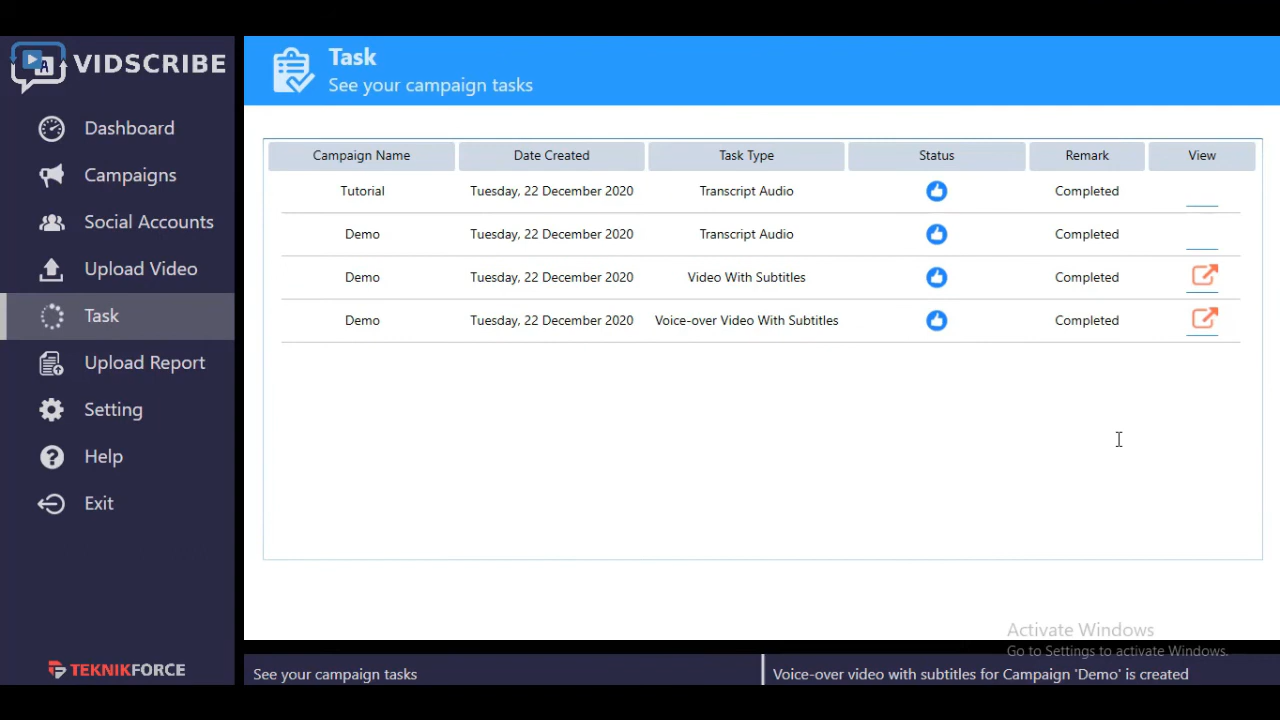 A
VIDSCRIBE
Task
See your campaign tasks
Dashboard
Campaigns
Social Accounts
Upload Video
Task
Upload Report
Setting
Help
Exit
Campaign Name Date Created Task Type Status Remark View
Tutorial Tuesday, 22 December 2020 Transcript Audio Completed
Demo Tuesday, 22 December 2020 Transcript Audio Completed
Demo Tuesday, 22 December 2020 Video With Subtitles Completed
Demo Tuesday, 22 December 2020 Voice-over Video With Subtitles Completed
Activate Windows
Go to Settings to activate Windows.
TEKNIKFORCE
See your campaign tasks
Voice-over video with subtitles for Campaign 'Demo' is created